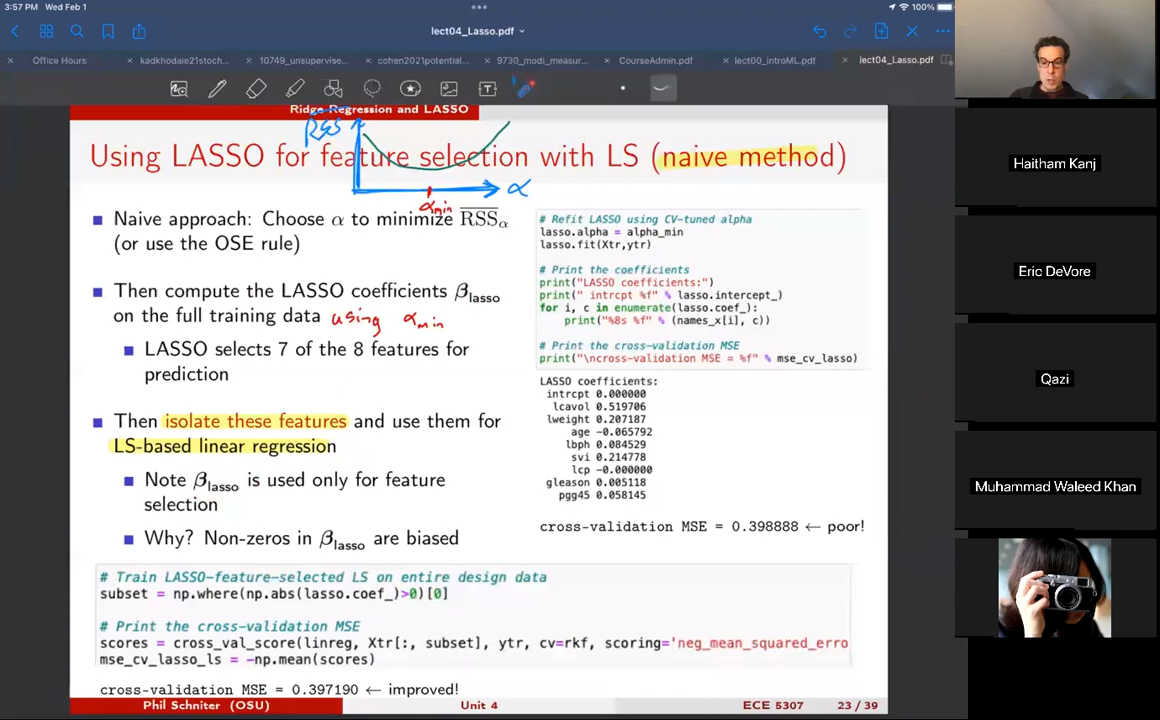 3:57 PM Wed Feb 1
100%
lect04_Lasso.pdf
Office Hours
kadkhodaie21stoch...
10749_unsupervise...
cohen2021potential...
9730_modi_measur...
CourseAdmin.pdf
lect00_introML.pdf
lect04_Lasso.pdf
Ridge Regression and LASSO
RSS
Using LASSO for feature selection with LS (naive method)
α
αmin
Naive approach: Choose α to minimize RSSα
(or use the OSE rule)
Then compute the LASSO coefficients βlasso
on the full training data using αmin
LASSO selects 7 of the 8 features for
prediction
Then isolate these features and use them for
LS-based linear regression
Note βlasso is used only for feature
selection
Why? Non-zeros in βlasso are biased
# Refit LASSO using CV-tuned alpha
lasso.alpha = alpha_min
lasso.fit(Xtr,ytr)
# Print the coefficients
print("LASSO coefficients:")
print(" intrcpt %f" % lasso.intercept_)
for i, c in enumerate(lasso.coef_):
print("%8s %f" % (names_x[i], c))
# Print the cross-validation MSE
print("\ncross-validation MSE = %f" % mse_cv_lasso)
LASSO coefficients:
intrcpt 0.000000
lcavol 0.519706
lweight 0.207187
age -0.065792
lbph 0.084529
svi 0.214778
lcp -0.000000
gleason 0.005118
pgg45 0.058145
cross-validation MSE = 0.398888 ← poor!
# Train LASSO-feature-selected LS on entire design data
subset = np.where(np.abs(lasso.coef_)>0)[0]
# Print the cross-validation MSE
scores = cross_val_score(linreg, Xtr[:, subset], ytr, cv=rkf, scoring='neg_mean_squared_erro
mse_cv_lasso_ls = -np.mean(scores)
cross-validation MSE = 0.397190 ← improved!
Phil Schniter (OSU)
Unit 4
ECE 5307
23 / 39
Haitham Kanj
Eric DeVore
Qazi
Muhammad Waleed Khan